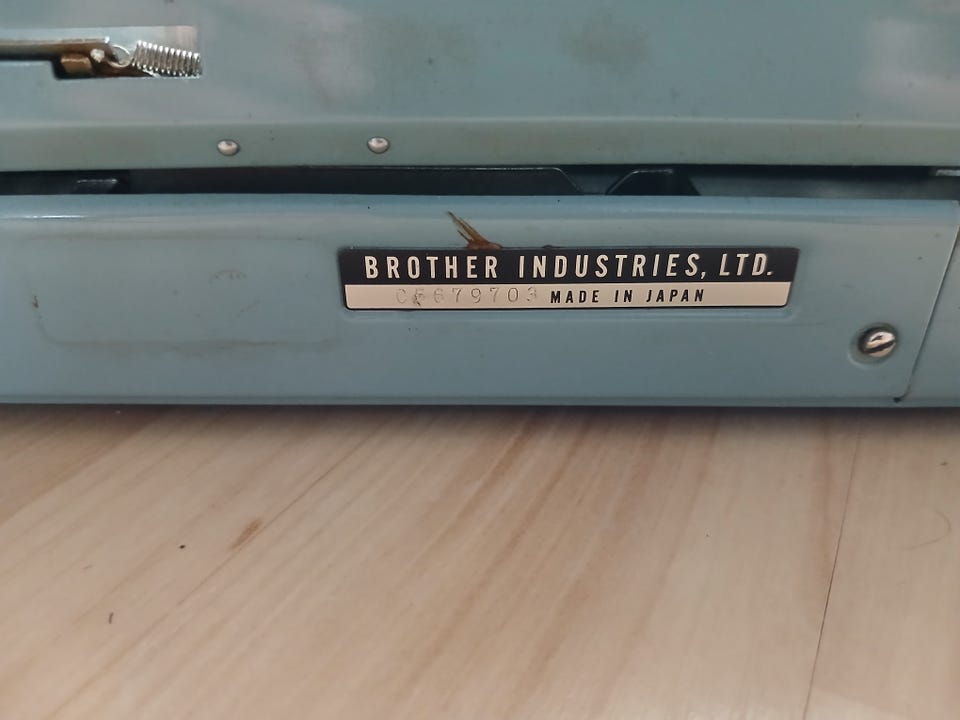 BROTHER INDUSTRIES, LTD.
MADE IN JAPAN